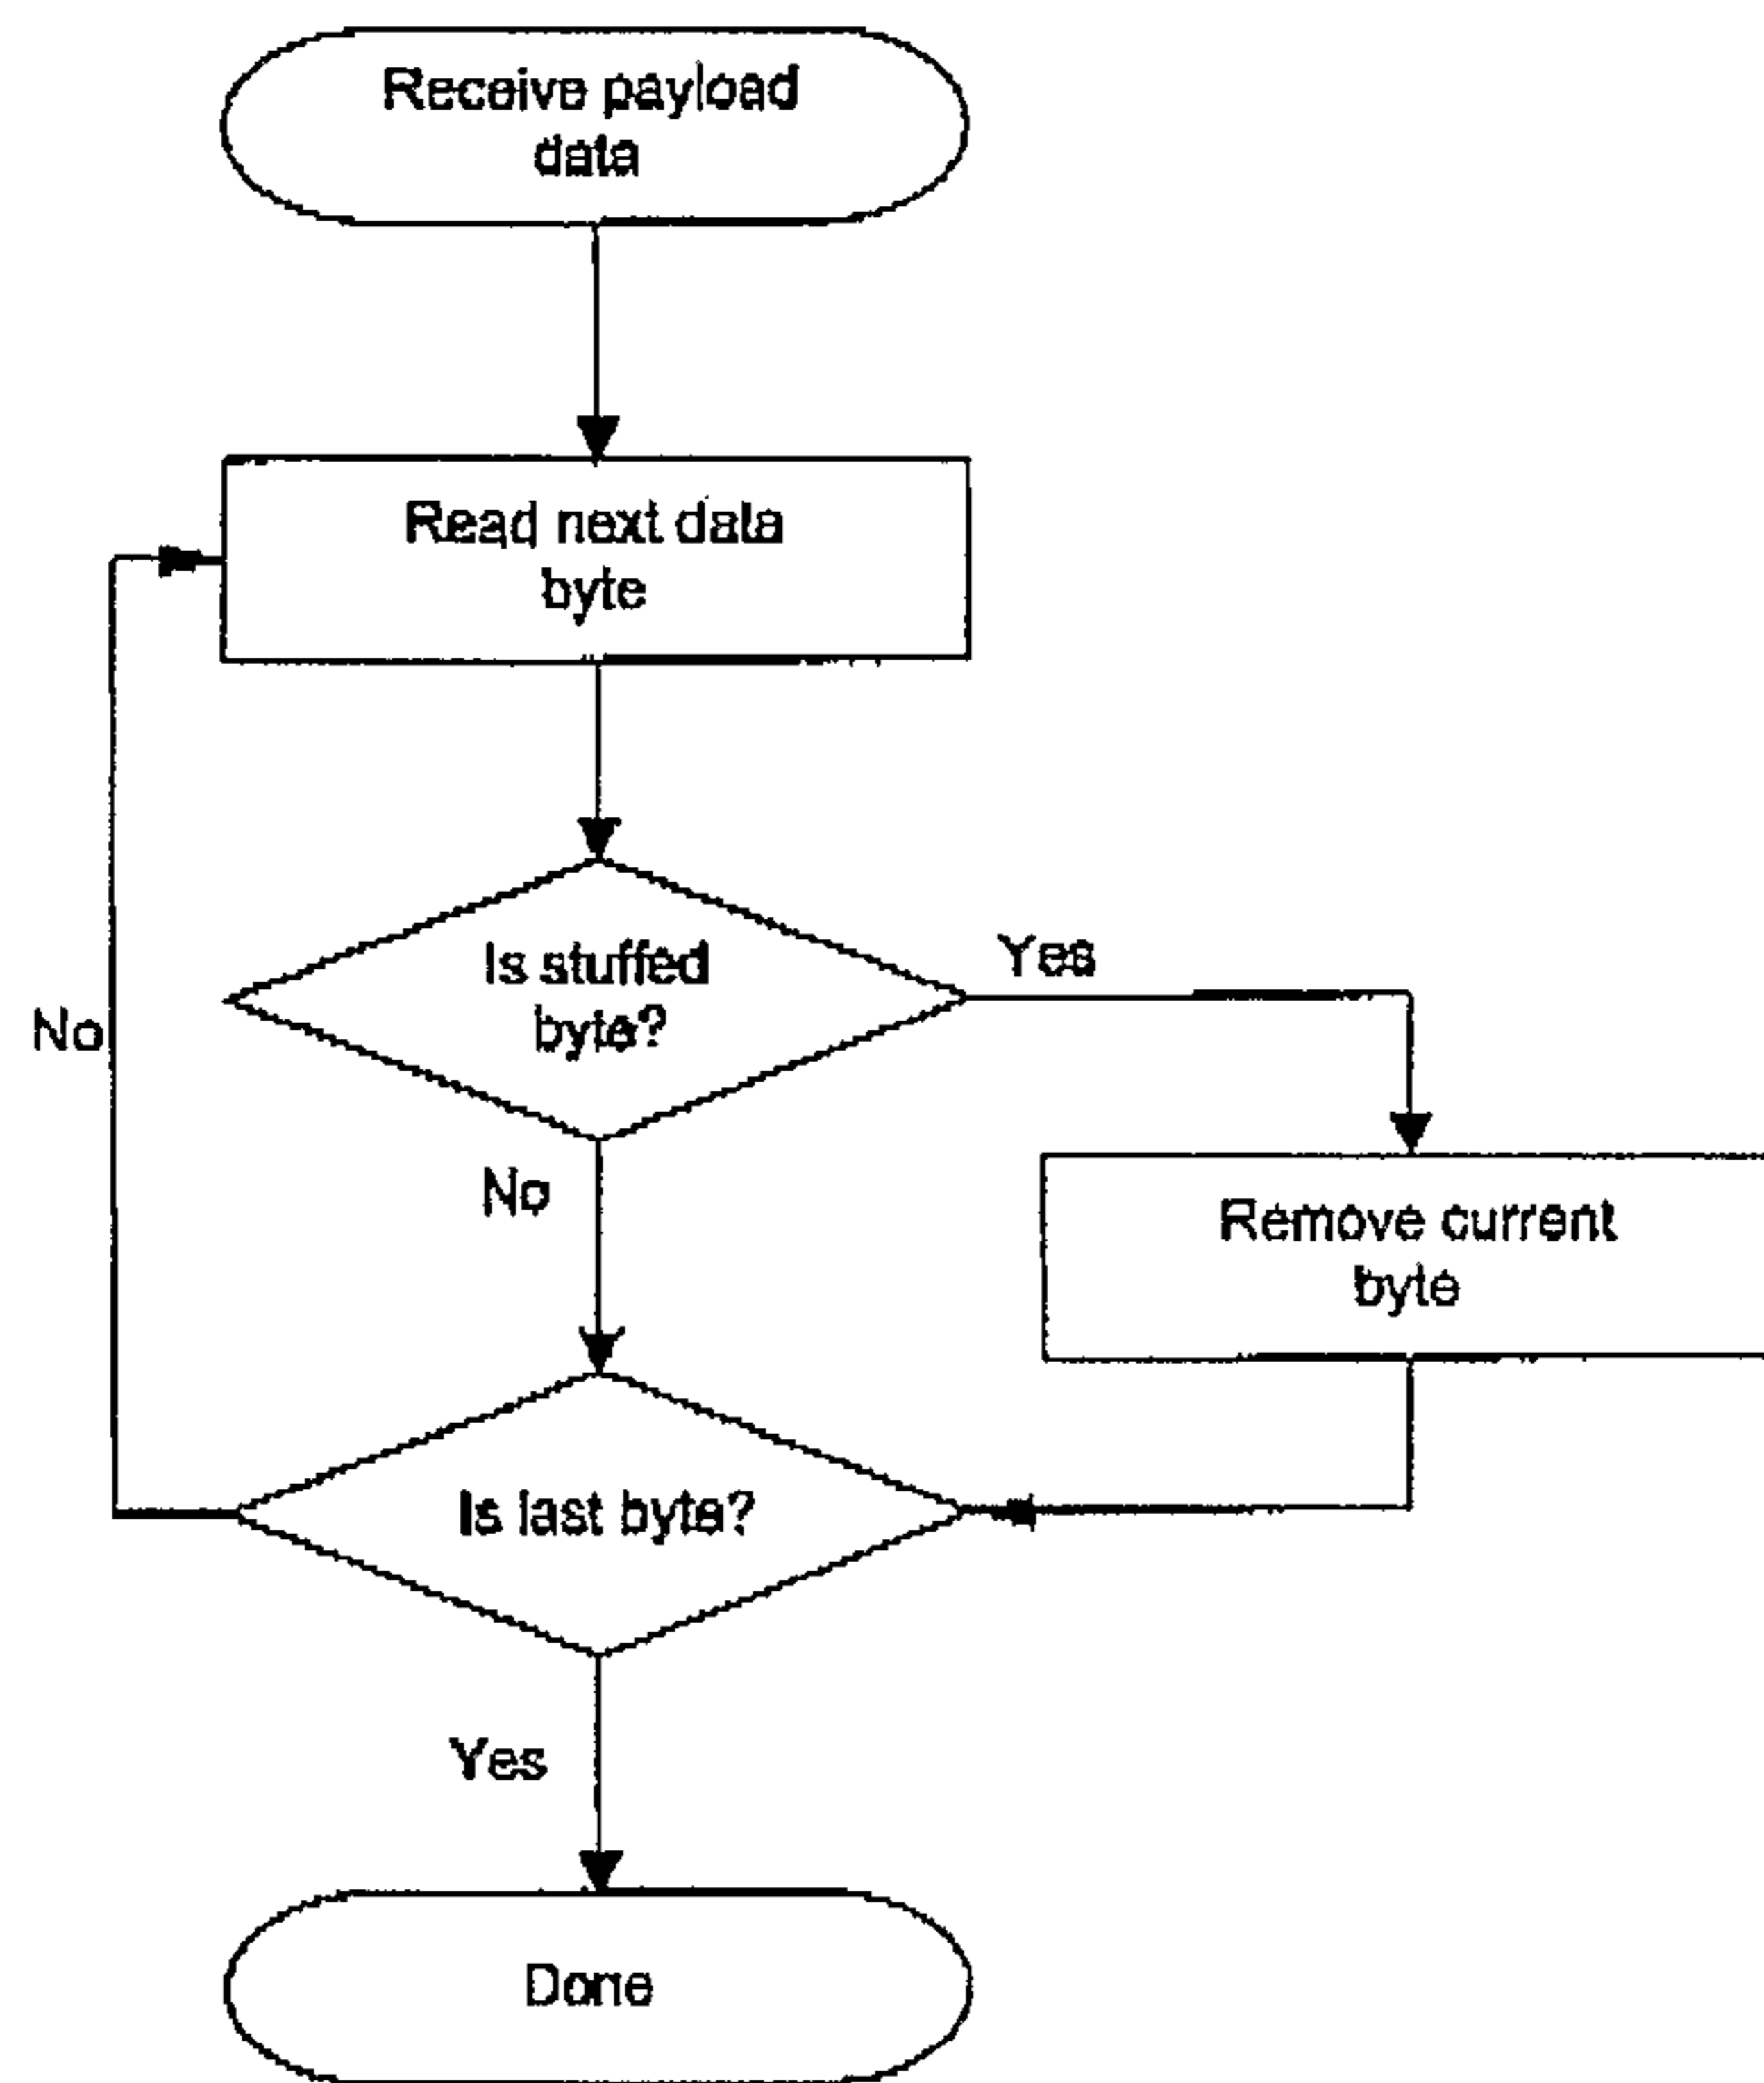 Receive payload
data
Read next data
byte
Is stuffed
byte?
Yes
No
No
Remove current
byte
Is last byte?
Yes
Done